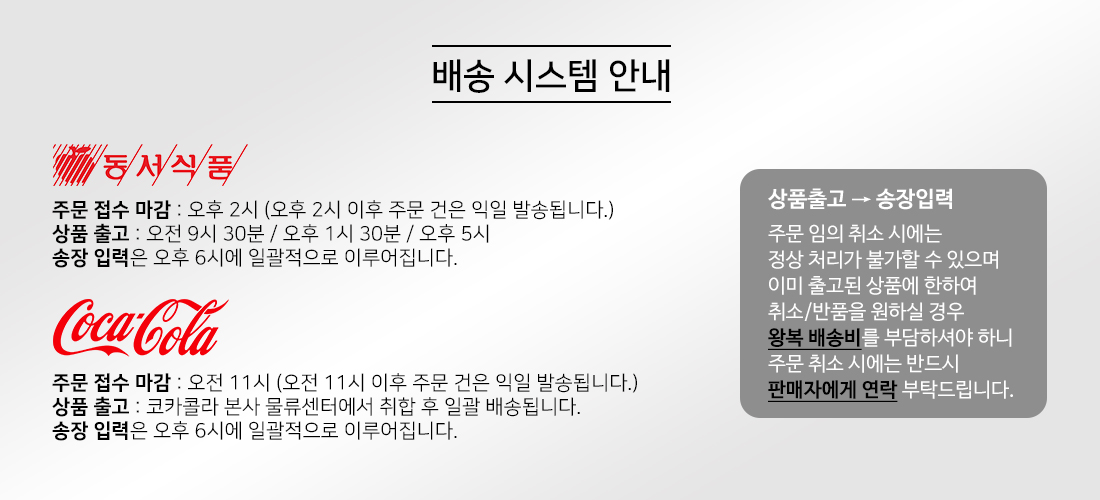 배송 시스템 안내
동서식품
주문 접수 마감 : 오후 2시 (오후 2시 이후 주문 건은 익일 발송됩니다.)
상품 출고 : 오전 9시 30분 / 오후 1시 30분 / 오후 5시
송장 입력은 오후 6시에 일괄적으로 이루어집니다.
Coca-Cola
주문 접수 마감 : 오전 11시 (오전 11시 이후 주문 건은 익일 발송됩니다.)
상품 출고 : 코카콜라 본사 물류센터에서 취합 후 일괄 배송됩니다.
송장 입력은 오후 6시에 일괄적으로 이루어집니다.
상품출고 → 송장입력
주문 임의 취소 시에는
정상 처리가 불가할 수 있으며
이미 출고된 상품에 한하여
취소/반품을 원하실 경우
왕복 배송비를 부담하셔야 하니
주문 취소 시에는 반드시
판매자에게 연락 부탁드립니다.